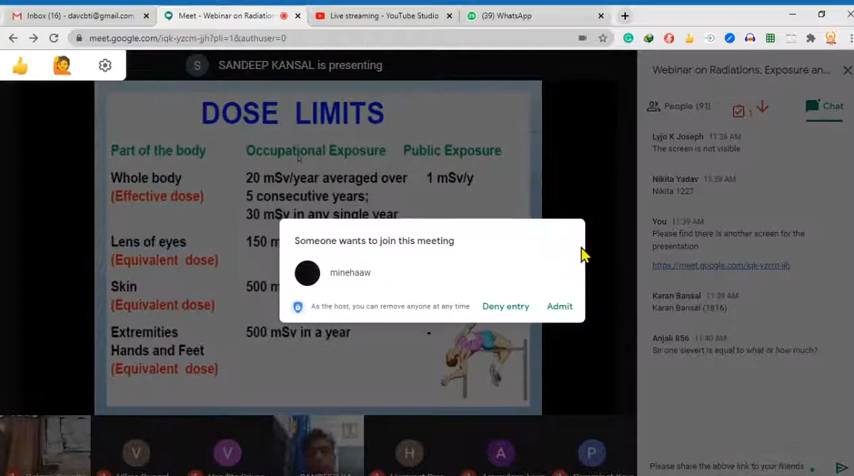 Inbox (16) - davcbti@gmail.com
Meet - Webinar on Radiation
Live streaming - YouTube Studio
(39) WhatsApp
meet.google.com/iqk-yzcm-jjh?pli=1&authuser=0
S SANDEEP KANSAL is presenting
Webinar on Radiations, Exposure an...
People (91)
1
Chat
DOSE LIMITS
Part of the body Occupational Exposure Public Exposure
Whole body 20 mSv/year averaged over 1 mSv/y
(Effective dose) 5 consecutive years;
30 mSv in any single year
Lens of eyes 150 m
(Equivalent dose)
Skin 500 m
(Equivalent dose)
Extremities 500 mSv in a year -
Hands and Feet
(Equivalent dose)
Someone wants to join this meeting
minehaaw
As the host, you can remove anyone at any time
Deny entry Admit
Lyjo K Joseph 11:36 AM
The screen is not visible
Nikita Yadav 11:39 AM
Nikita 1227
You 11:39 AM
Please find there is another screen for the
presentation
https://meet.google.com/iqk-yzcm-jjh
Karan Bansal 11:39 AM
Karan Bansal (1816)
Anjali 856 11:40 AM
Sir one sievert is equal to what or how much?
V V H A P
Please share the above link to your friends